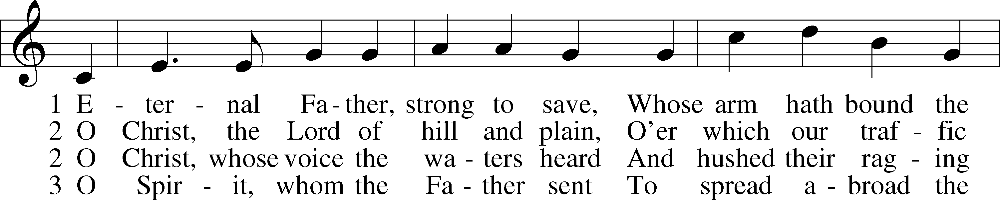 1 E - ter - nal Fa - ther, strong to save, Whose arm hath bound the
2 O Christ, the Lord of hill and plain, O’er which our traf - fic
2 O Christ, whose voice the wa - ters heard And hushed their rag - ing
3 O Spir - it, whom the Fa - ther sent To spread a - broad the